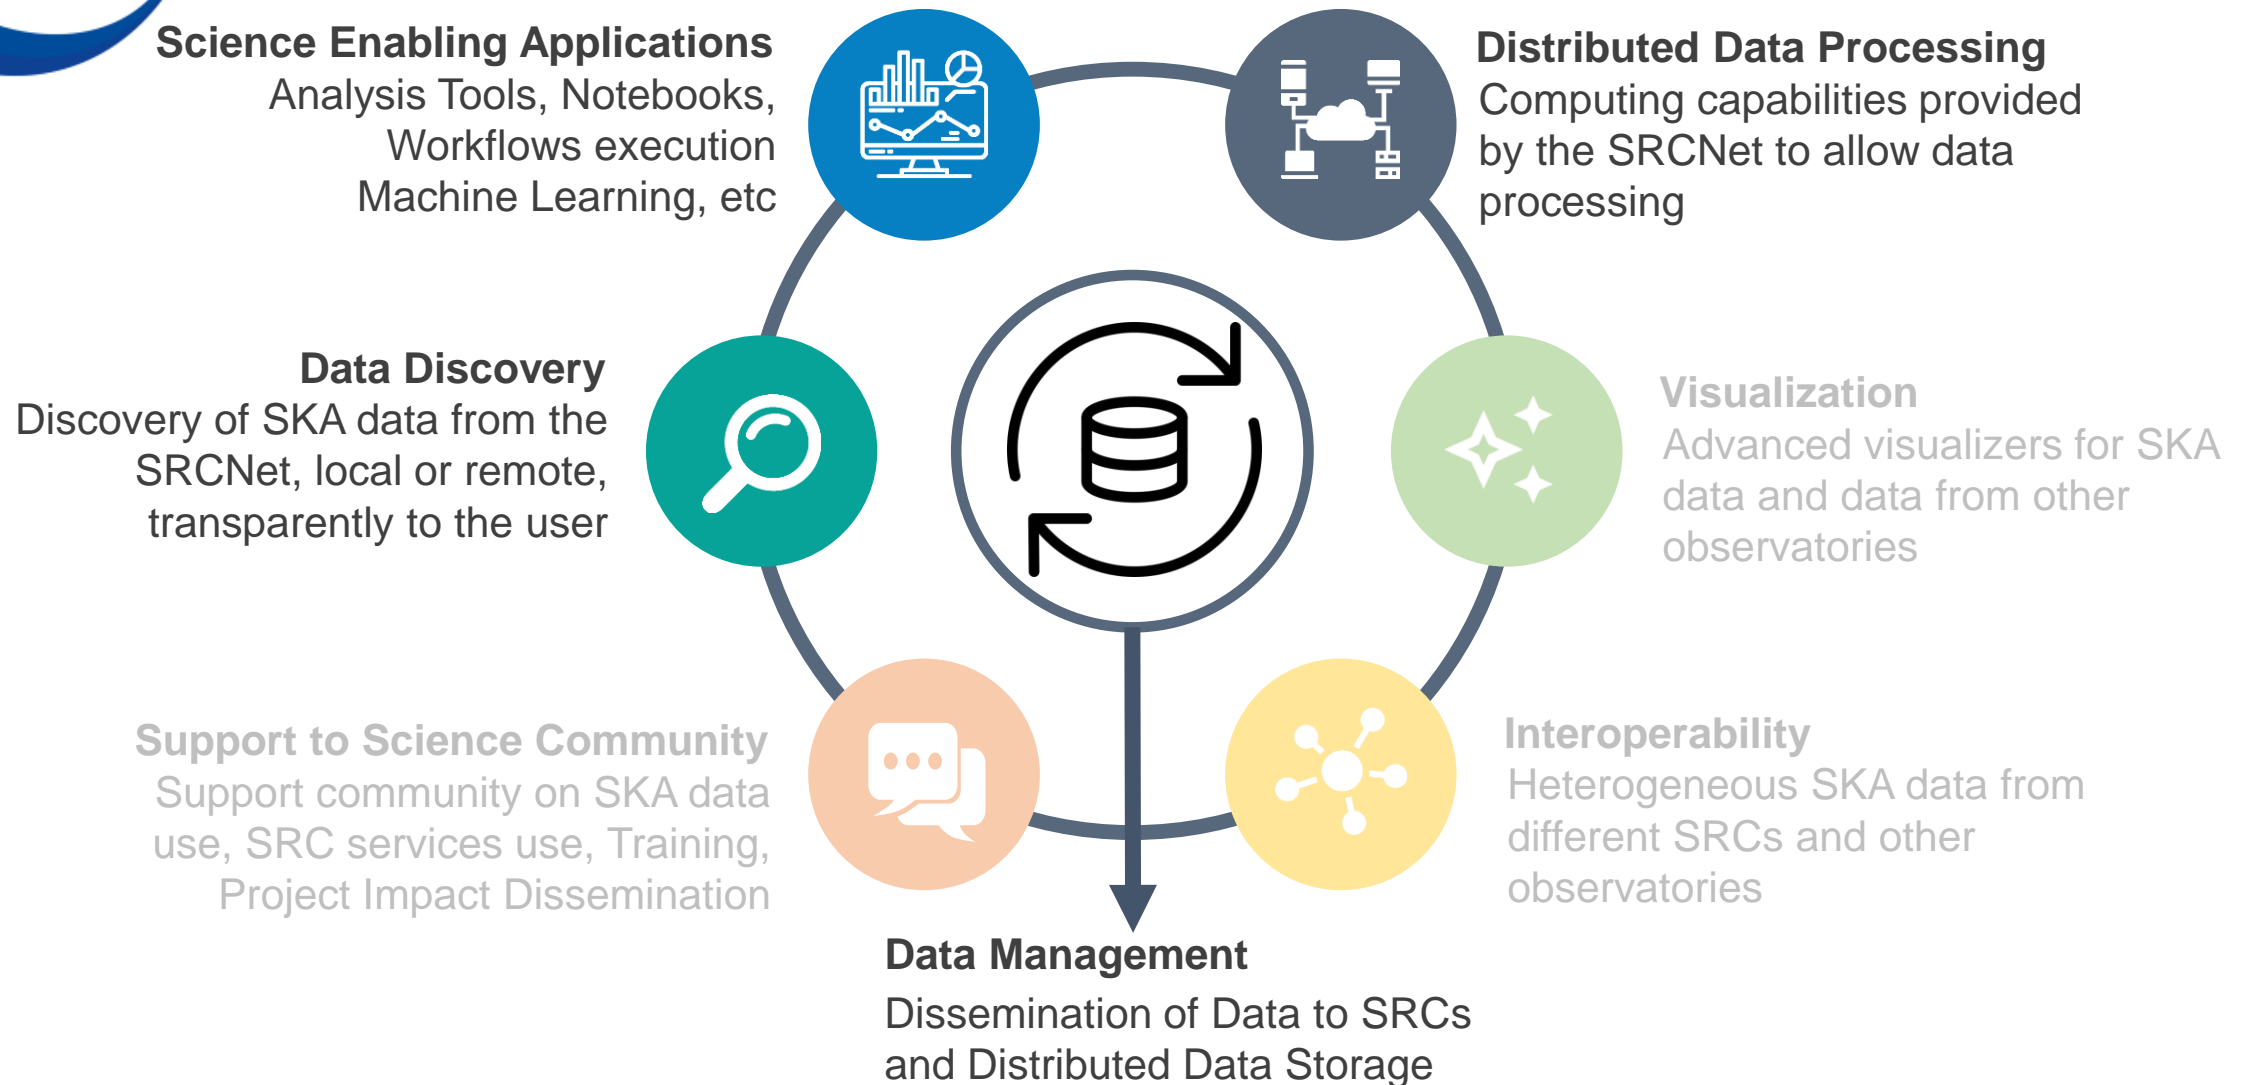 Science Enabling Applications
Analysis Tools, Notebooks,
Workflows execution
Machine Learning, etc
Distributed Data Processing
Computing capabilities provided
by the SRCNet to allow data
processing
Data Discovery
Discovery of SKA data from the
SRCNet, local or remote,
transparently to the user
Visualization
Advanced visualizers for SKA
data and data from other
observatories
Support to Science Community
Support community on SKA data
use, SRC services use, Training,
Project Impact Dissemination
Interoperability
Heterogeneous SKA data from
different SRCs and other
observatories
Data Management
Dissemination of Data to SRCs
and Distributed Data Storage